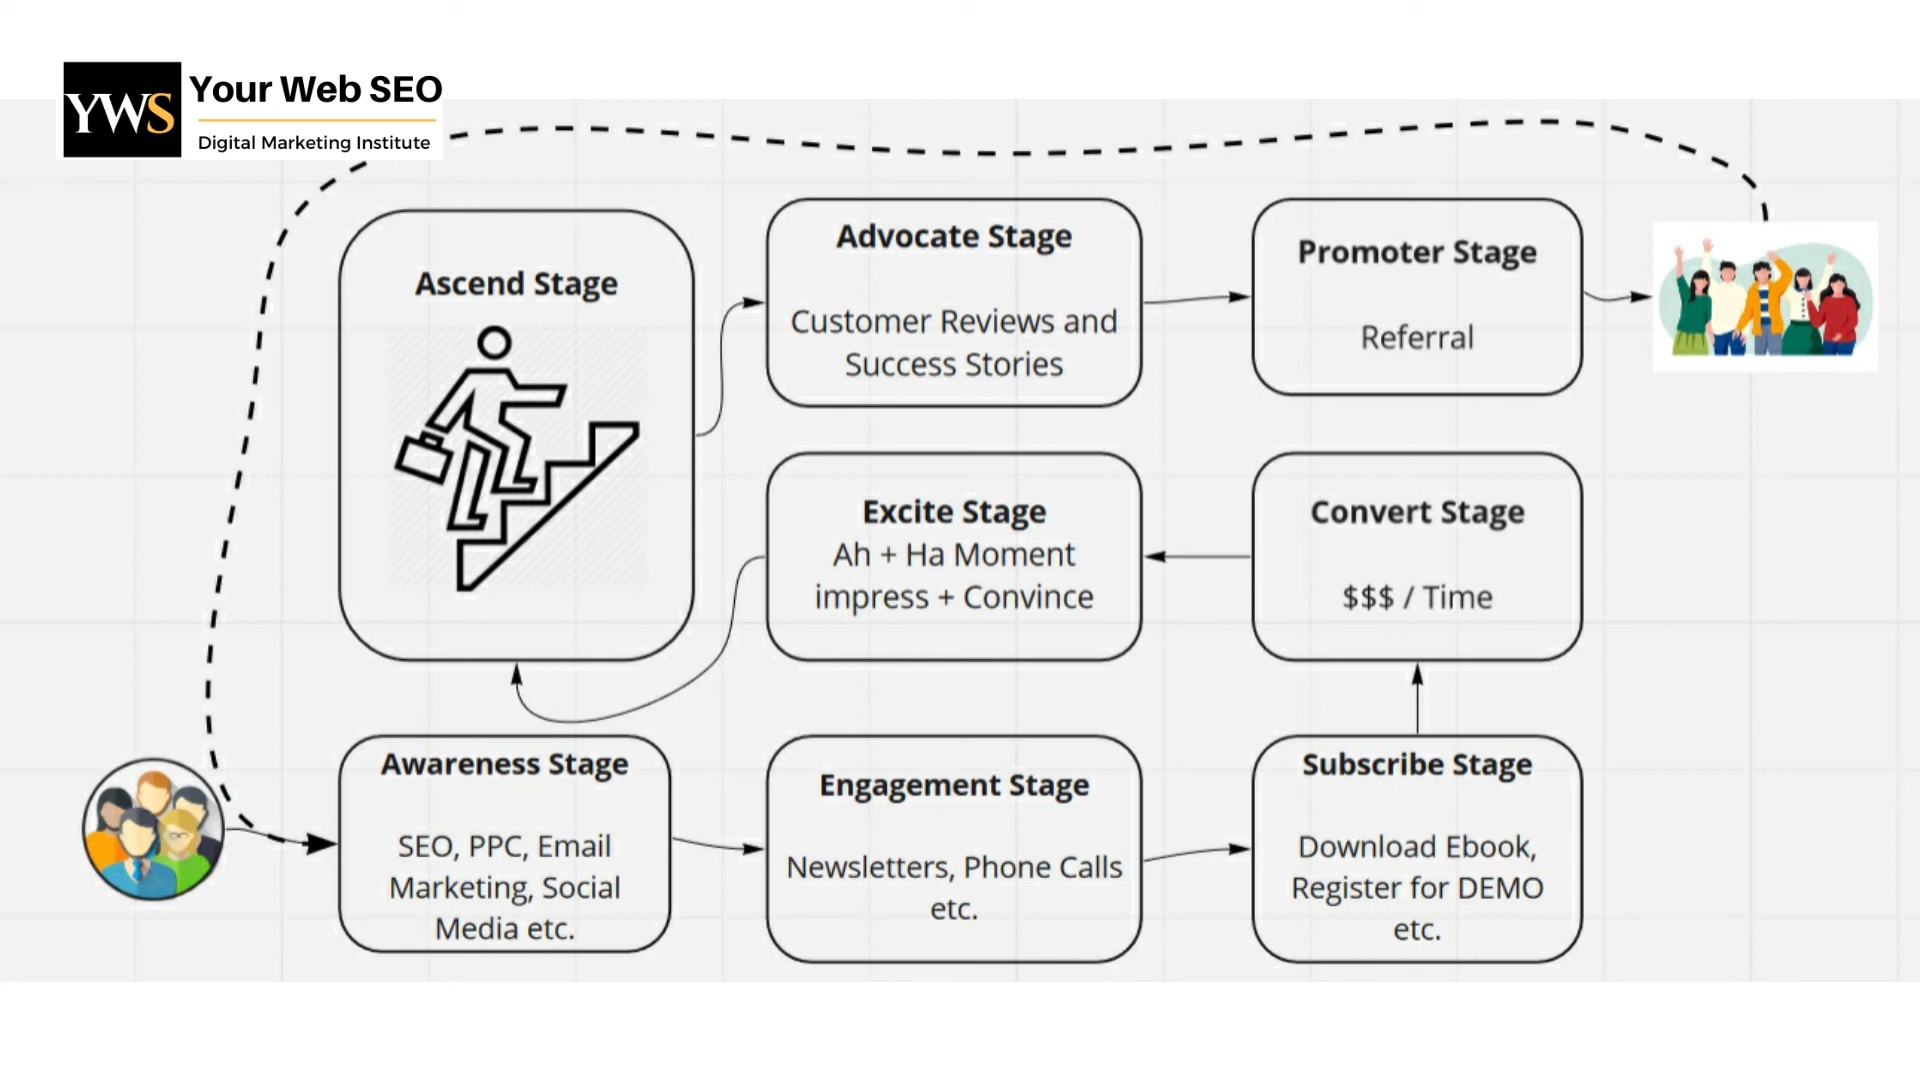 YWS
Your Web SEO
Digital Marketing Institute
Ascend Stage
Advocate Stage
Customer Reviews and
Success Stories
Promoter Stage
Referral
Excite Stage
Ah + Ha Moment
impress + Convince
Convert Stage
$$$ / Time
Awareness Stage
SEO, PPC, Email
Marketing, Social
Media etc.
Engagement Stage
Newsletters, Phone Calls
etc.
Subscribe Stage
Download Ebook,
Register for DEMO
etc.